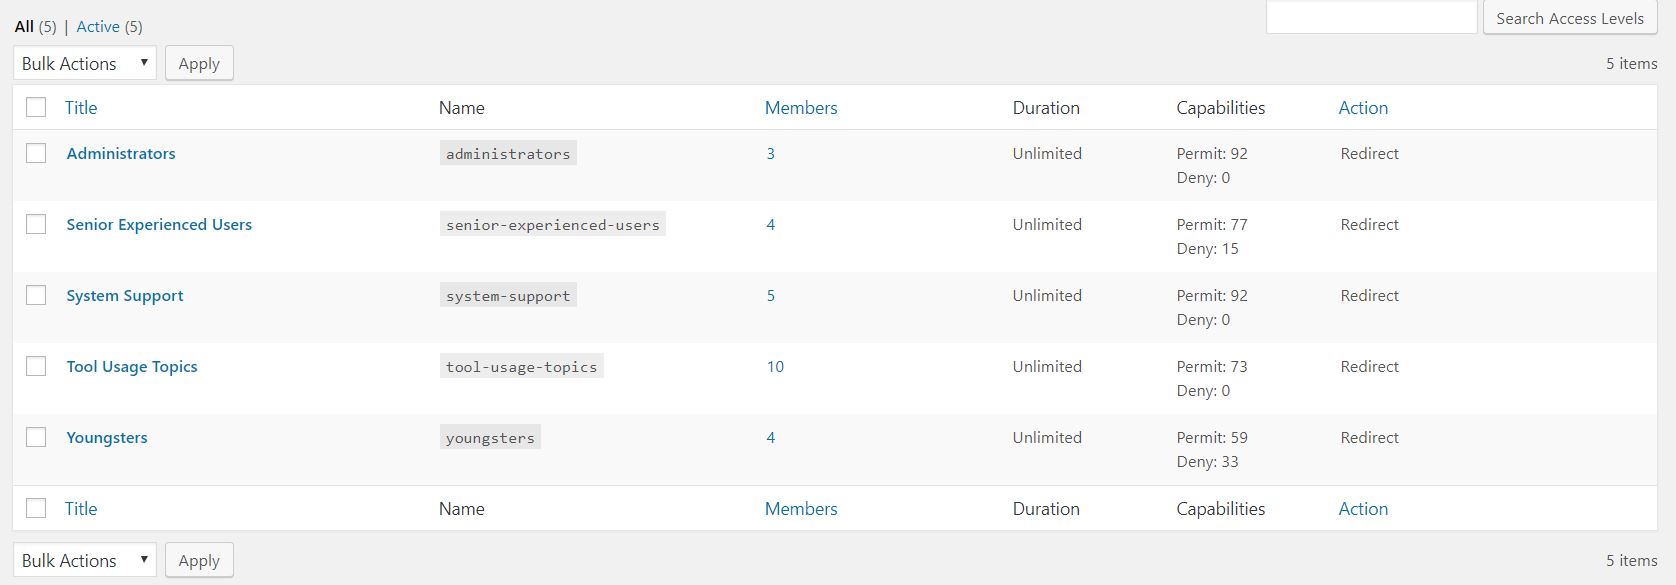 All (5) | Active (5)
Search Access Levels
Bulk Actions Apply 5 items
Title Name Members Duration Capabilities Action
Administrators administrators 3 Unlimited Permit: 92 Redirect
Deny: 0
Senior Experienced Users senior-experienced-users 4 Unlimited Permit: 77 Redirect
Deny: 15
System Support system-support 5 Unlimited Permit: 92 Redirect
Deny: 0
Tool Usage Topics tool-usage-topics 10 Unlimited Permit: 73 Redirect
Deny: 0
Youngsters youngsters 4 Unlimited Permit: 59 Redirect
Deny: 33
Title Name Members Duration Capabilities Action
Bulk Actions Apply 5 items